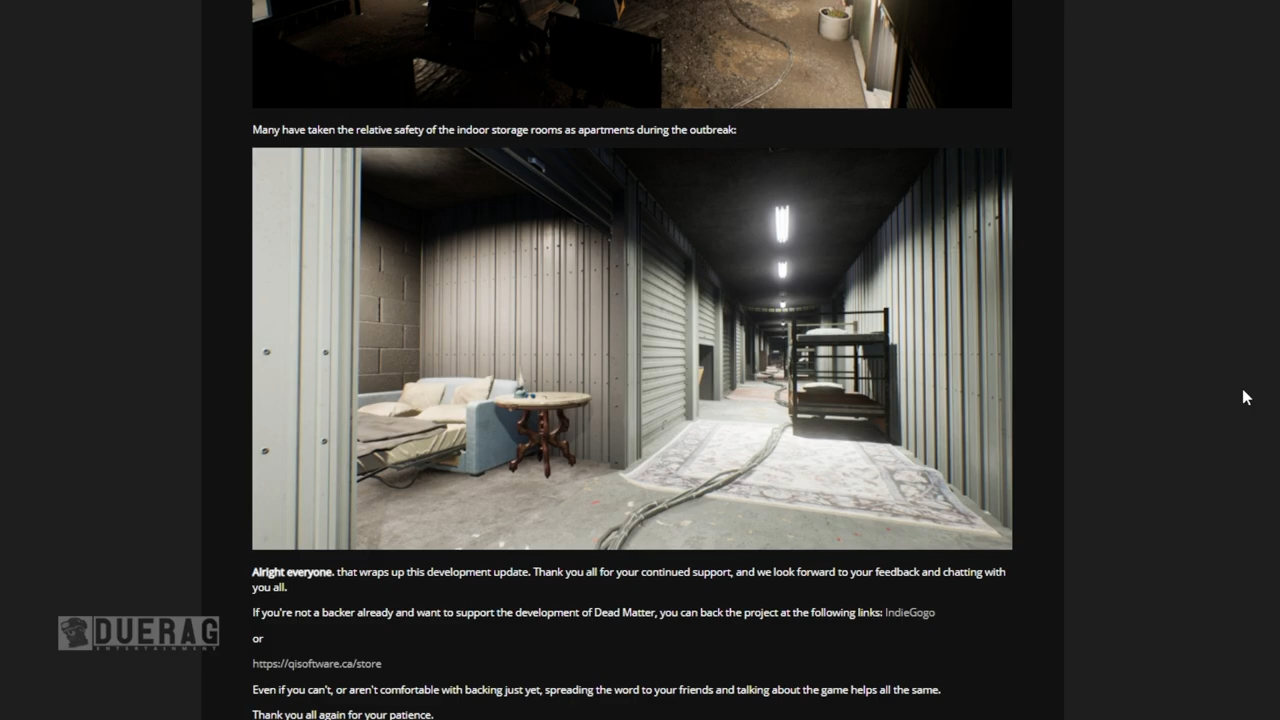 Many have taken the relative safety of the indoor storage rooms as apartments during the outbreak:
Alright everyone, that wraps up this development update. Thank you all for your continued support, and we look forward to your feedback and chatting with
you all.
If you're not a backer already and want to support the development of Dead Matter, you can back the project at the following links: IndieGogo
DUERAG
ENTERTAINMENT
or
https://qisoftware.ca/store
Even if you can't, or aren't comfortable with backing just yet, spreading the word to your friends and talking about the game helps all the same.
Thank you all again for your patience.